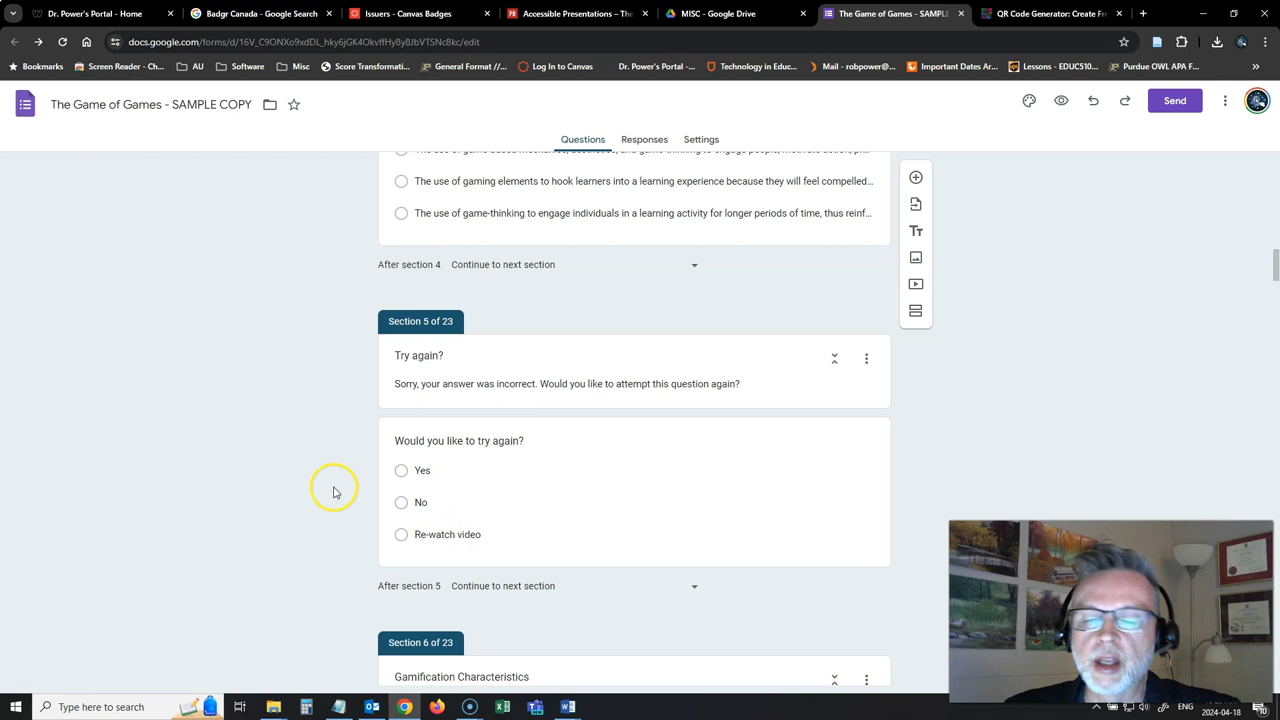 Dr. Power's Portal - Home
Badgr Canada - Google Search
Issuers - Canvas Badges
Accessible Presentations – The
MISC - Google Drive
The Game of Games - SAMPLE
QR Code Generator: Create Fre
docs.google.com/forms/d/16V_C9ONXo9xdDL_hky6jGK4OkvffHy8y8JbVTSNc8kc/edit
Bookmarks
Screen Reader - Ch...
AU
Software
Misc
Score Transformati...
General Format //...
Log In to Canvas
Dr. Power's Portal -...
Technology in Educ...
Mail - robpower@...
Important Dates Ar...
Lessons - EDUC510...
Purdue OWL APA F...
The Game of Games - SAMPLE COPY
Send
Questions
Responses
Settings
The use of gaming elements to hook learners into a learning experience because they will feel compelled...
The use of game-thinking to engage individuals in a learning activity for longer periods of time, thus reinf...
After section 4 Continue to next section
Section 5 of 23
Try again?
Sorry, your answer was incorrect. Would you like to attempt this question again?
Would you like to try again?
Yes
No
Re-watch video
After section 5 Continue to next section
Section 6 of 23
Gamification Characteristics
Type here to search
ENG
2024-04-18